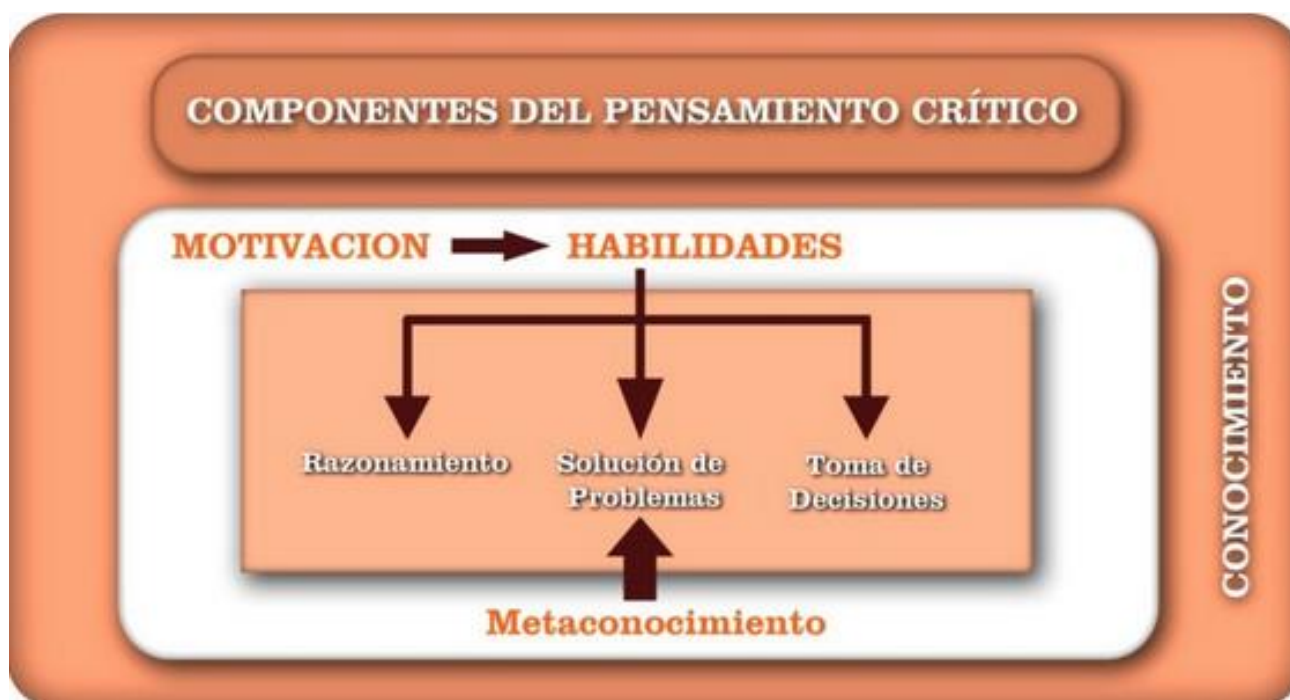 COMPONENTES DEL PENSAMIENTO CRÍTICO
MOTIVACION
HABILIDADES
Razonamiento
Solución de
Problemas
Toma de
Decisiones
Metaconocimiento
CONOCIMIENTO